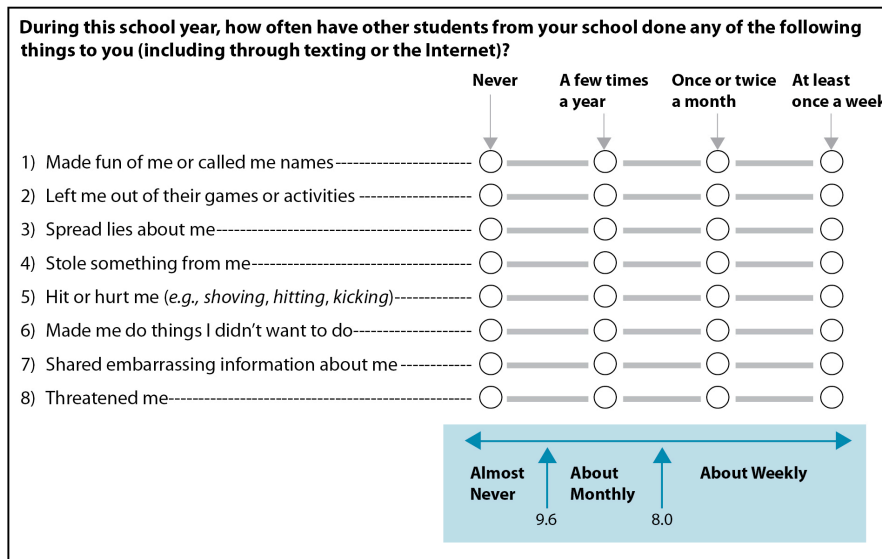 During this school year, how often have other students from your school done any of the following
things to you (including through texting or the Internet)?
Never
A few times
a year
Once or twice
a month
At least
once a week
1) Made fun of me or called me names
2) Left me out of their games or activities
3) Spread lies about me
4) Stole something from me
5) Hit or hurt me (e.g., shoving, hitting, kicking)
6) Made me do things I didn’t want to do
7) Shared embarrassing information about me
8) Threatened me
Almost
Never
About
Monthly
About Weekly
9.6
8.0